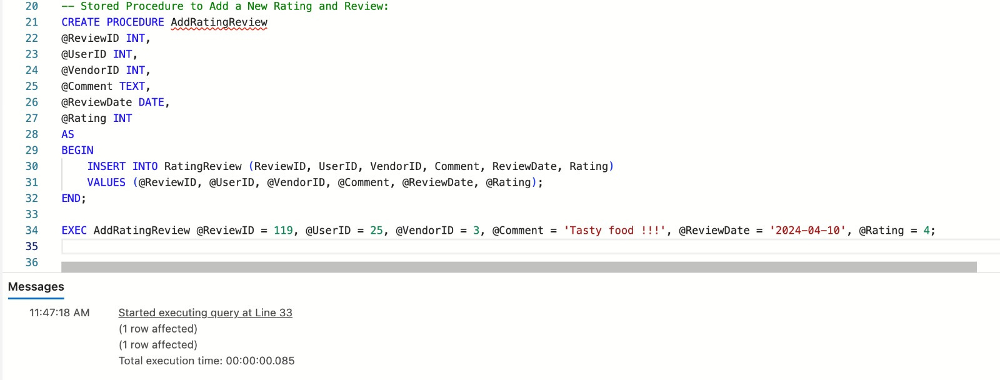 20 -- Stored Procedure to Add a New Rating and Review:
21 CREATE PROCEDURE AddRatingReview
22 @ReviewID INT,
23 @UserID INT,
24 @VendorID INT,
25 @Comment TEXT,
26 @ReviewDate DATE,
27 @Rating INT
28 AS
29 BEGIN
30 INSERT INTO RatingReview (ReviewID, UserID, VendorID, Comment, ReviewDate, Rating)
31 VALUES (@ReviewID, @UserID, @VendorID, @Comment, @ReviewDate, @Rating);
32 END;
33
34 EXEC AddRatingReview @ReviewID = 119, @UserID = 25, @VendorID = 3, @Comment = 'Tasty food !!!', @ReviewDate = '2024-04-10', @Rating = 4;
35
36
Messages
11:47:18 AM Started executing query at Line 33
(1 row affected)
(1 row affected)
Total execution time: 00:00:00.085